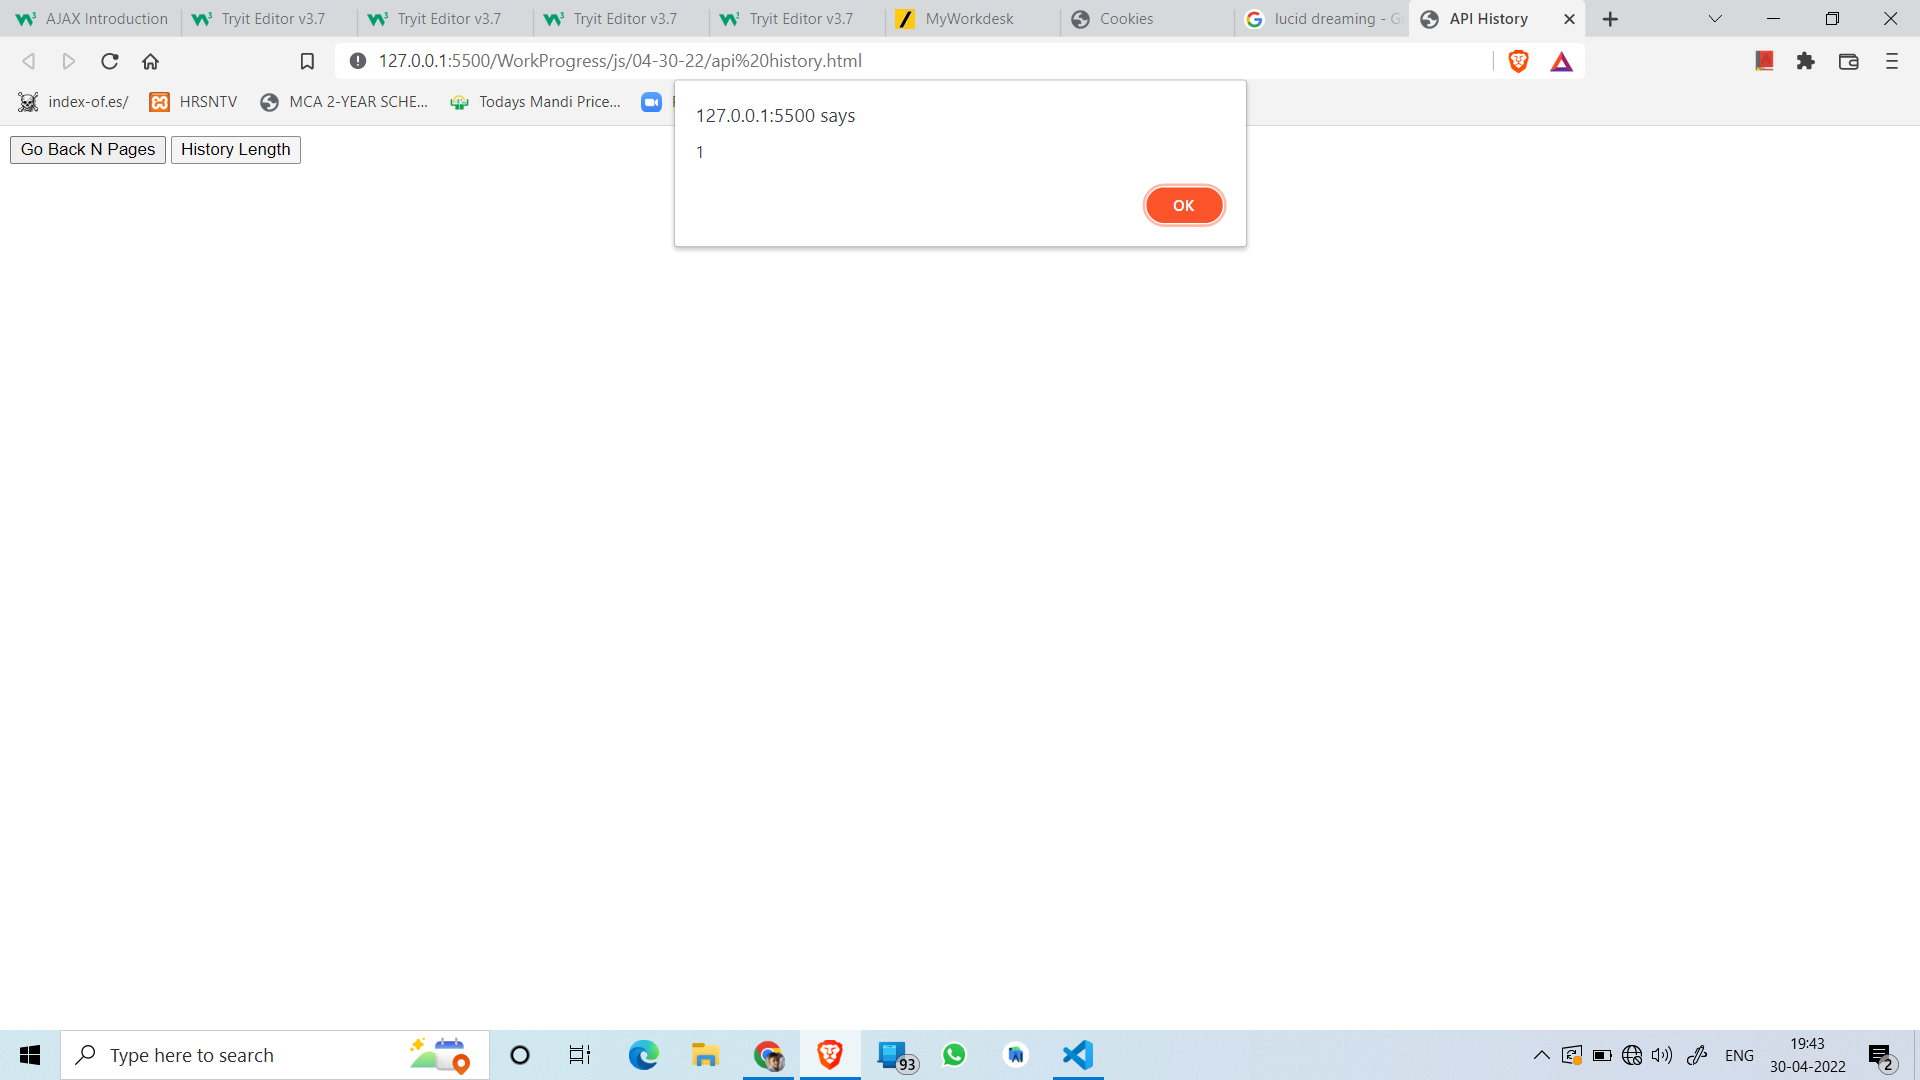 AJAX Introduction
Tryit Editor v3.7
Tryit Editor v3.7
Tryit Editor v3.7
Tryit Editor v3.7
MyWorkdesk
Cookies
lucid dreaming - G
API History
127.0.0.1:5500/WorkProgress/js/04-30-22/api%20history.html
index-of.es/
HRSNTV
MCA 2-YEAR SCHE...
Todays Mandi Price...
Go Back N Pages
History Length
127.0.0.1:5500 says
1
OK
Type here to search
93
ENG
19:43
30-04-2022
2